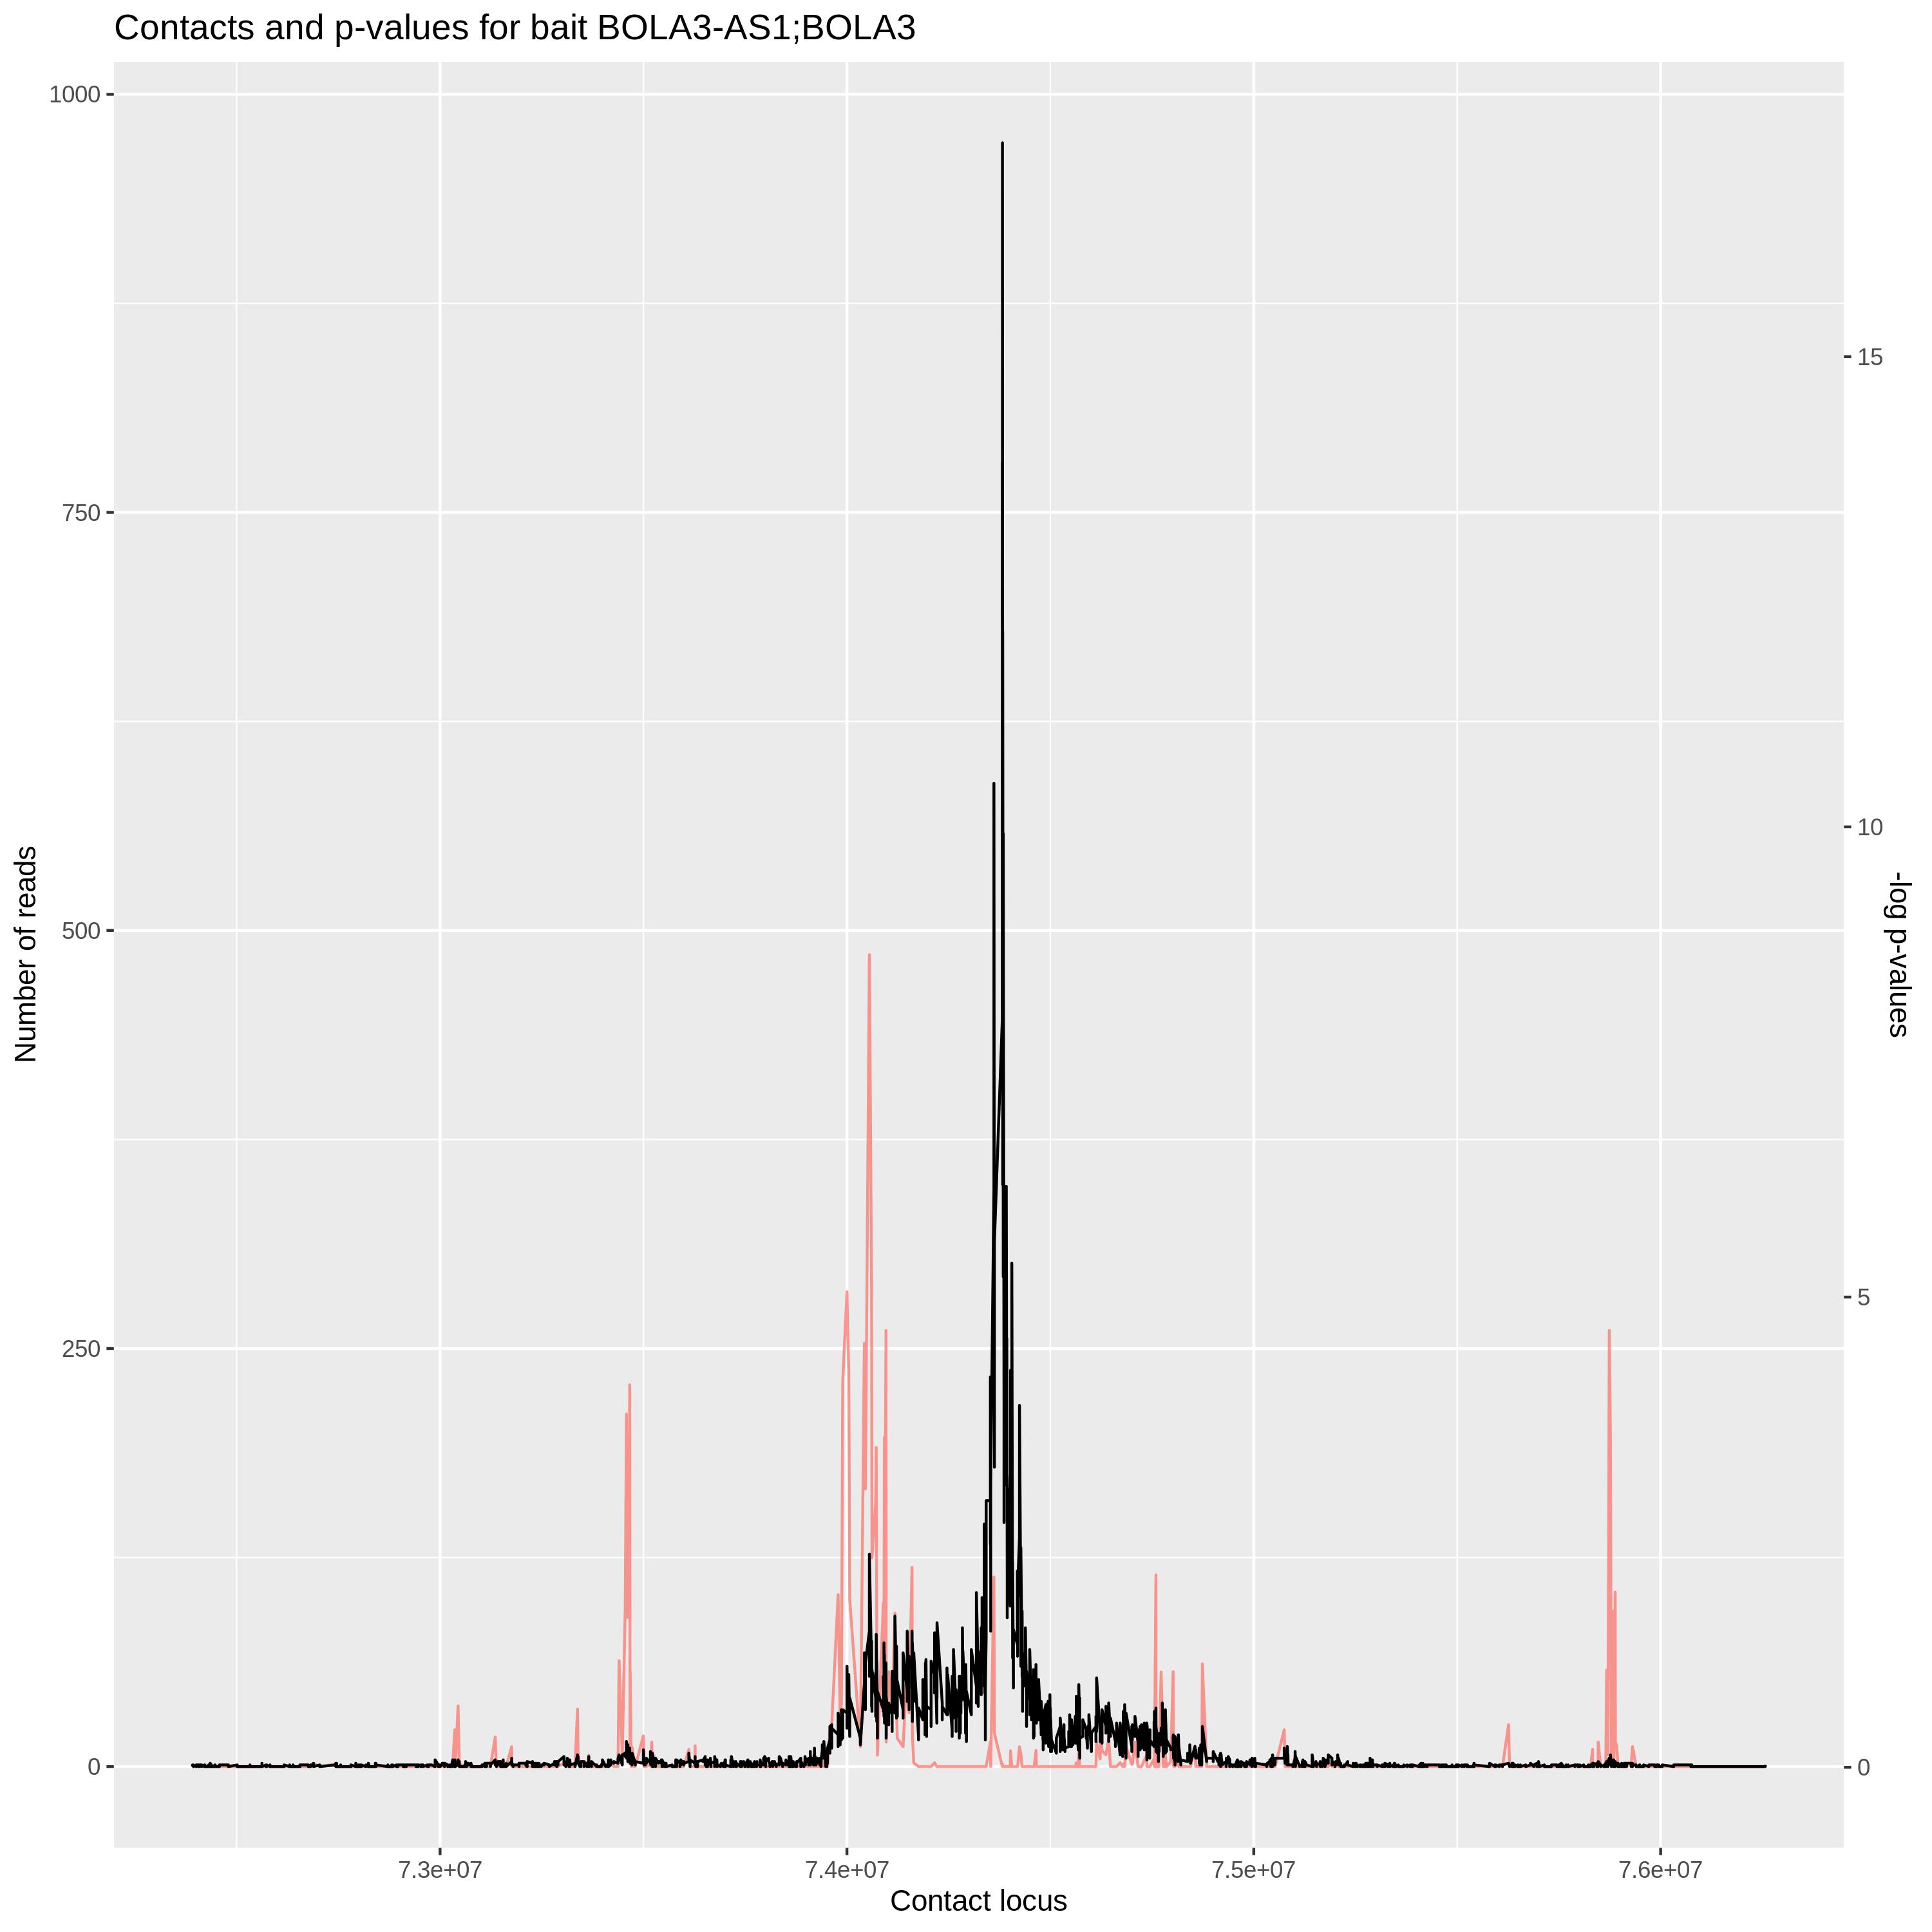 Contacts and p-values for bait BOLA3-AS1;BOLA3
1000
750
500
250
0
Number of reads
15
10
5
0
-log p-values
7.3e+07
7.4e+07
7.5e+07
7.6e+07
Contact locus